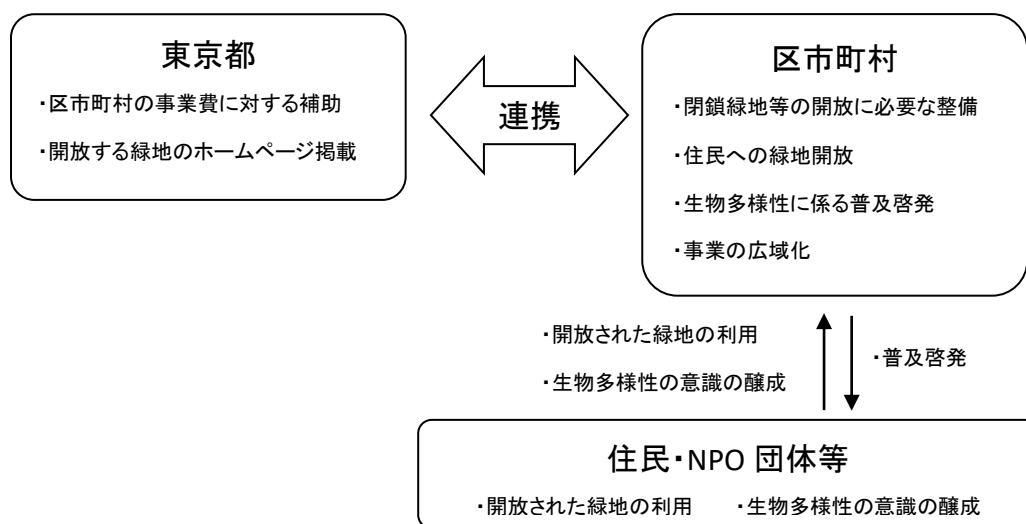 東京都
・区市町村の事業費に対する補助
・開放する緑地のホームページ掲載
連携
区市町村
・閉鎖緑地等の開放に必要な整備
・住民への緑地開放
・生物多様性に係る普及啓発
・事業の広域化
・開放された緑地の利用
・生物多様性の意識の醸成
・普及啓発
住民・NPO 団体等
・開放された緑地の利用 ・生物多様性の意識の醸成